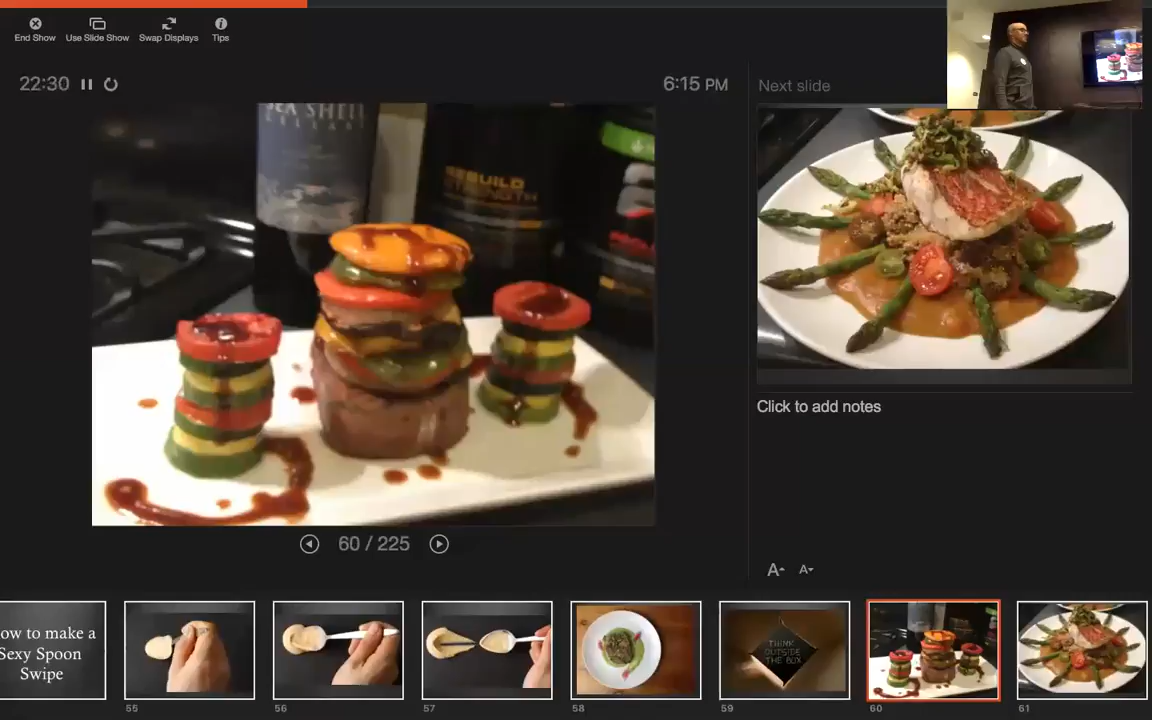 End Show
Use Slide Show
Swap Displays
Tips
22:30
6:15 PM
Next slide
SHELL
CELLARS
REBUILD
STRENGTH
Click to add notes
60 / 225
A
A
ow to make a
Sexy Spoon
Swipe
THINK
OUTSIDE
THE BOX
55
56
57
58
59
60
61